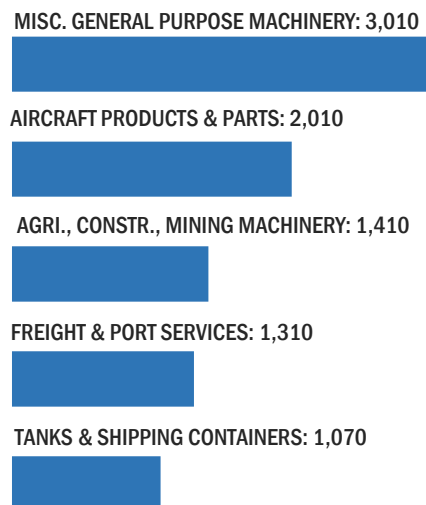 MISC. GENERAL PURPOSE MACHINERY: 3,010
AIRCRAFT PRODUCTS & PARTS: 2,010
AGRI., CONSTR., MINING MACHINERY: 1,410
FREIGHT & PORT SERVICES: 1,310
TANKS & SHIPPING CONTAINERS: 1,070